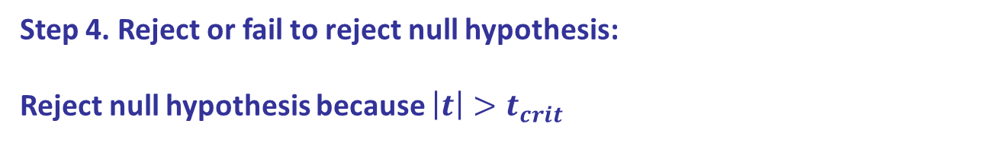 Step 4. Reject or fail to reject null hypothesis:
Reject null hypothesis because |t| > t_crit